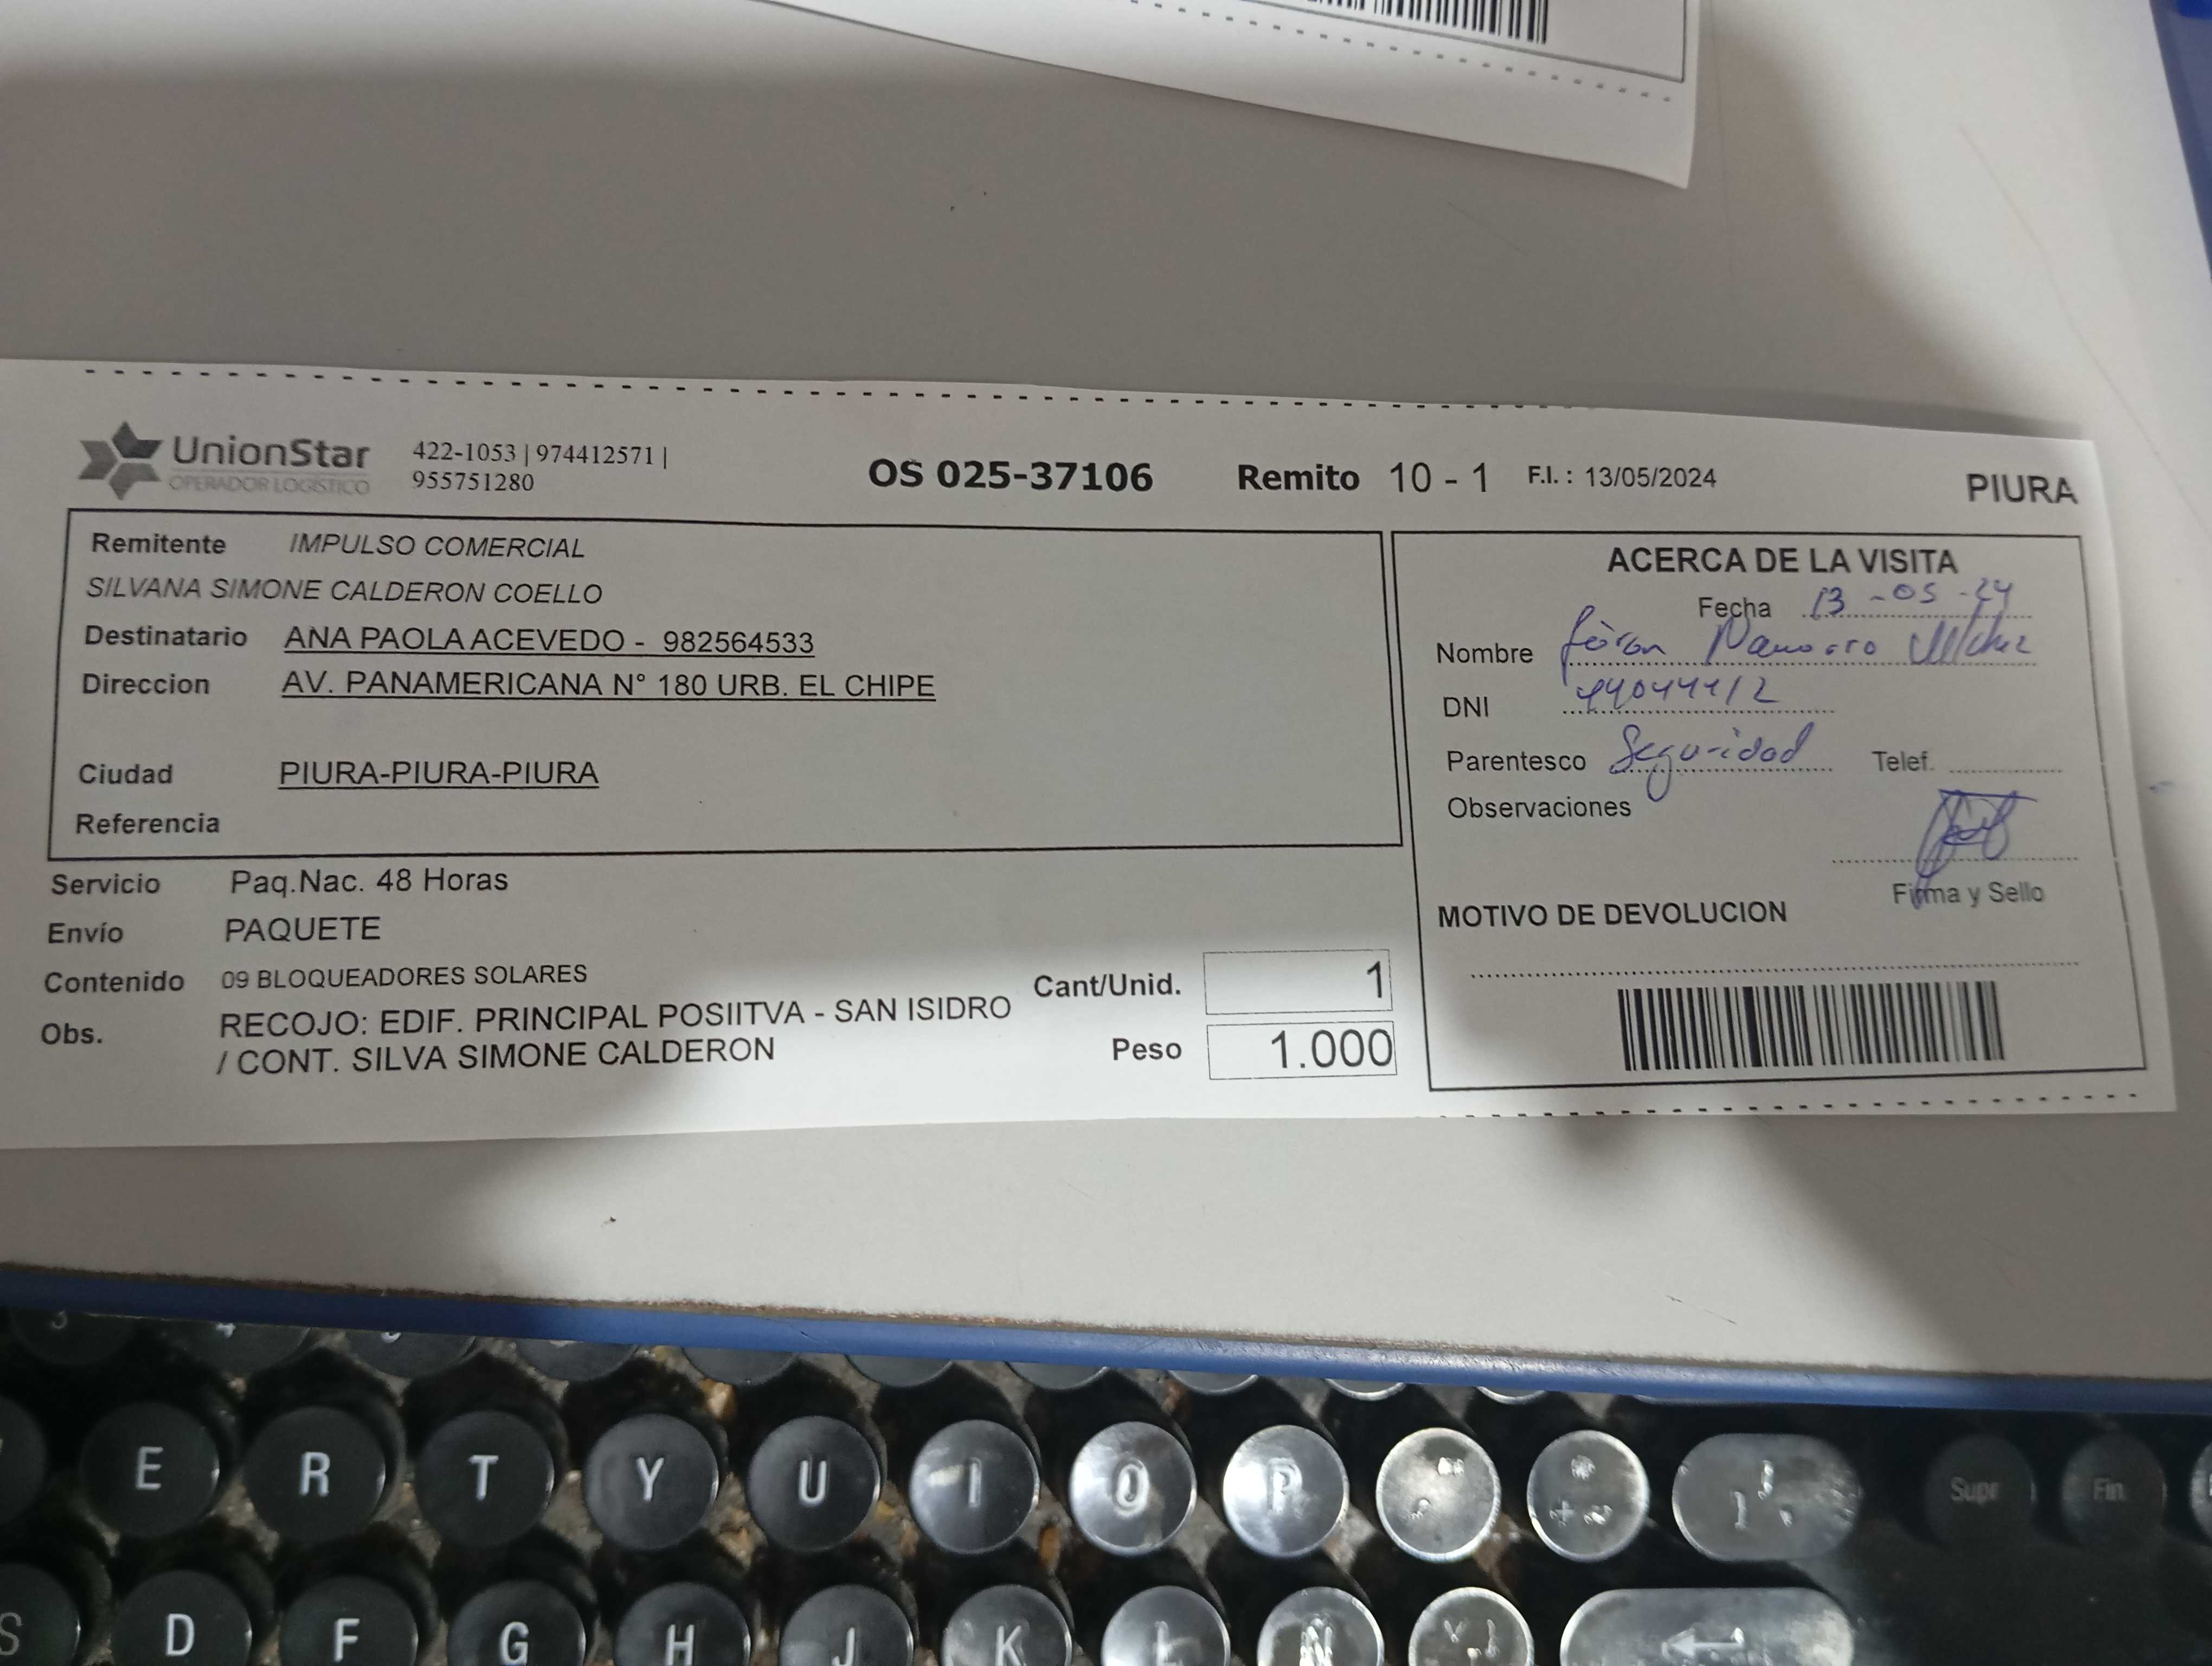 UnionStar
OPERADOR LOGÍSTICO
422-1053 | 974412571 |
955751280
OS 025-37106 Remito 10 - 1 F.I. : 13/05/2024 PIURA
Remitente IMPULSO COMERCIAL
SILVANA SIMONE CALDERON COELLO
Destinatario ANA PAOLA ACEVEDO - 982564533
Direccion AV. PANAMERICANA N° 180 URB. EL CHIPE
Ciudad PIURA-PIURA-PIURA
Referencia
Servicio Paq.Nac. 48 Horas
Envío PAQUETE
Contenido 09 BLOQUEADORES SOLARES
Obs. RECOJO: EDIF. PRINCIPAL POSIITVA - SAN ISIDRO
/ CONT. SILVA SIMONE CALDERON
Cant/Unid. 1
Peso 1.000
ACERCA DE LA VISITA
Fecha 13-05-24
Nombre
DNI
Parentesco Seguridad Telef.
Observaciones
Firma y Sello
MOTIVO DE DEVOLUCION
E R T Y U I O P Supr Fin
S D F G H J K L Ñ